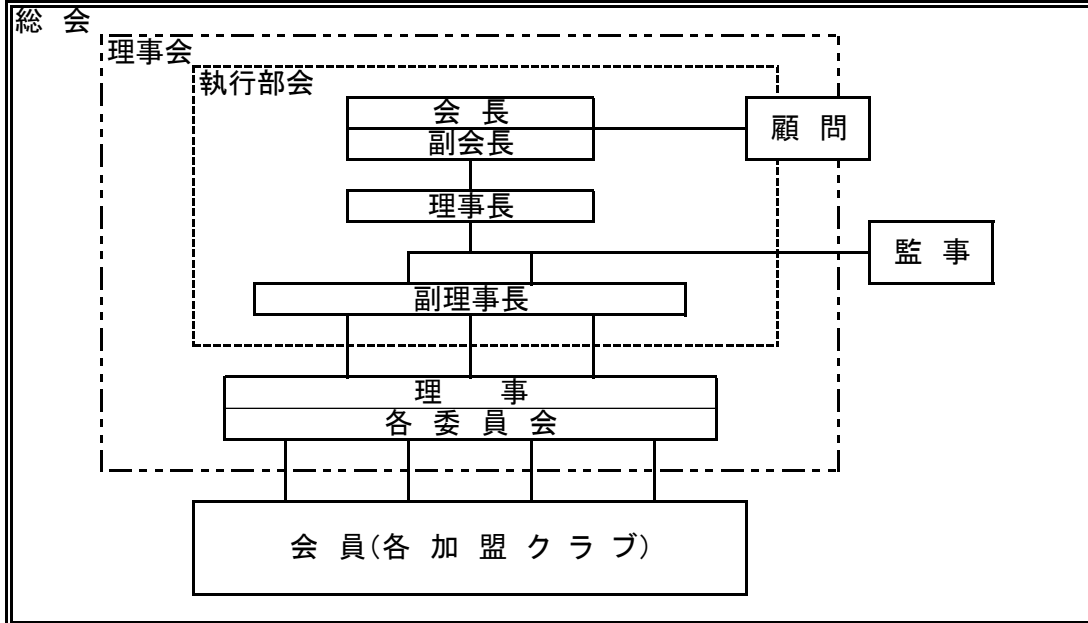 総 会
理事会
執行部会
会 長
副会長
顧 問
理事長
監 事
副理事長
理 事
各 委 員 会
会 員(各 加 盟 ク ラ ブ)